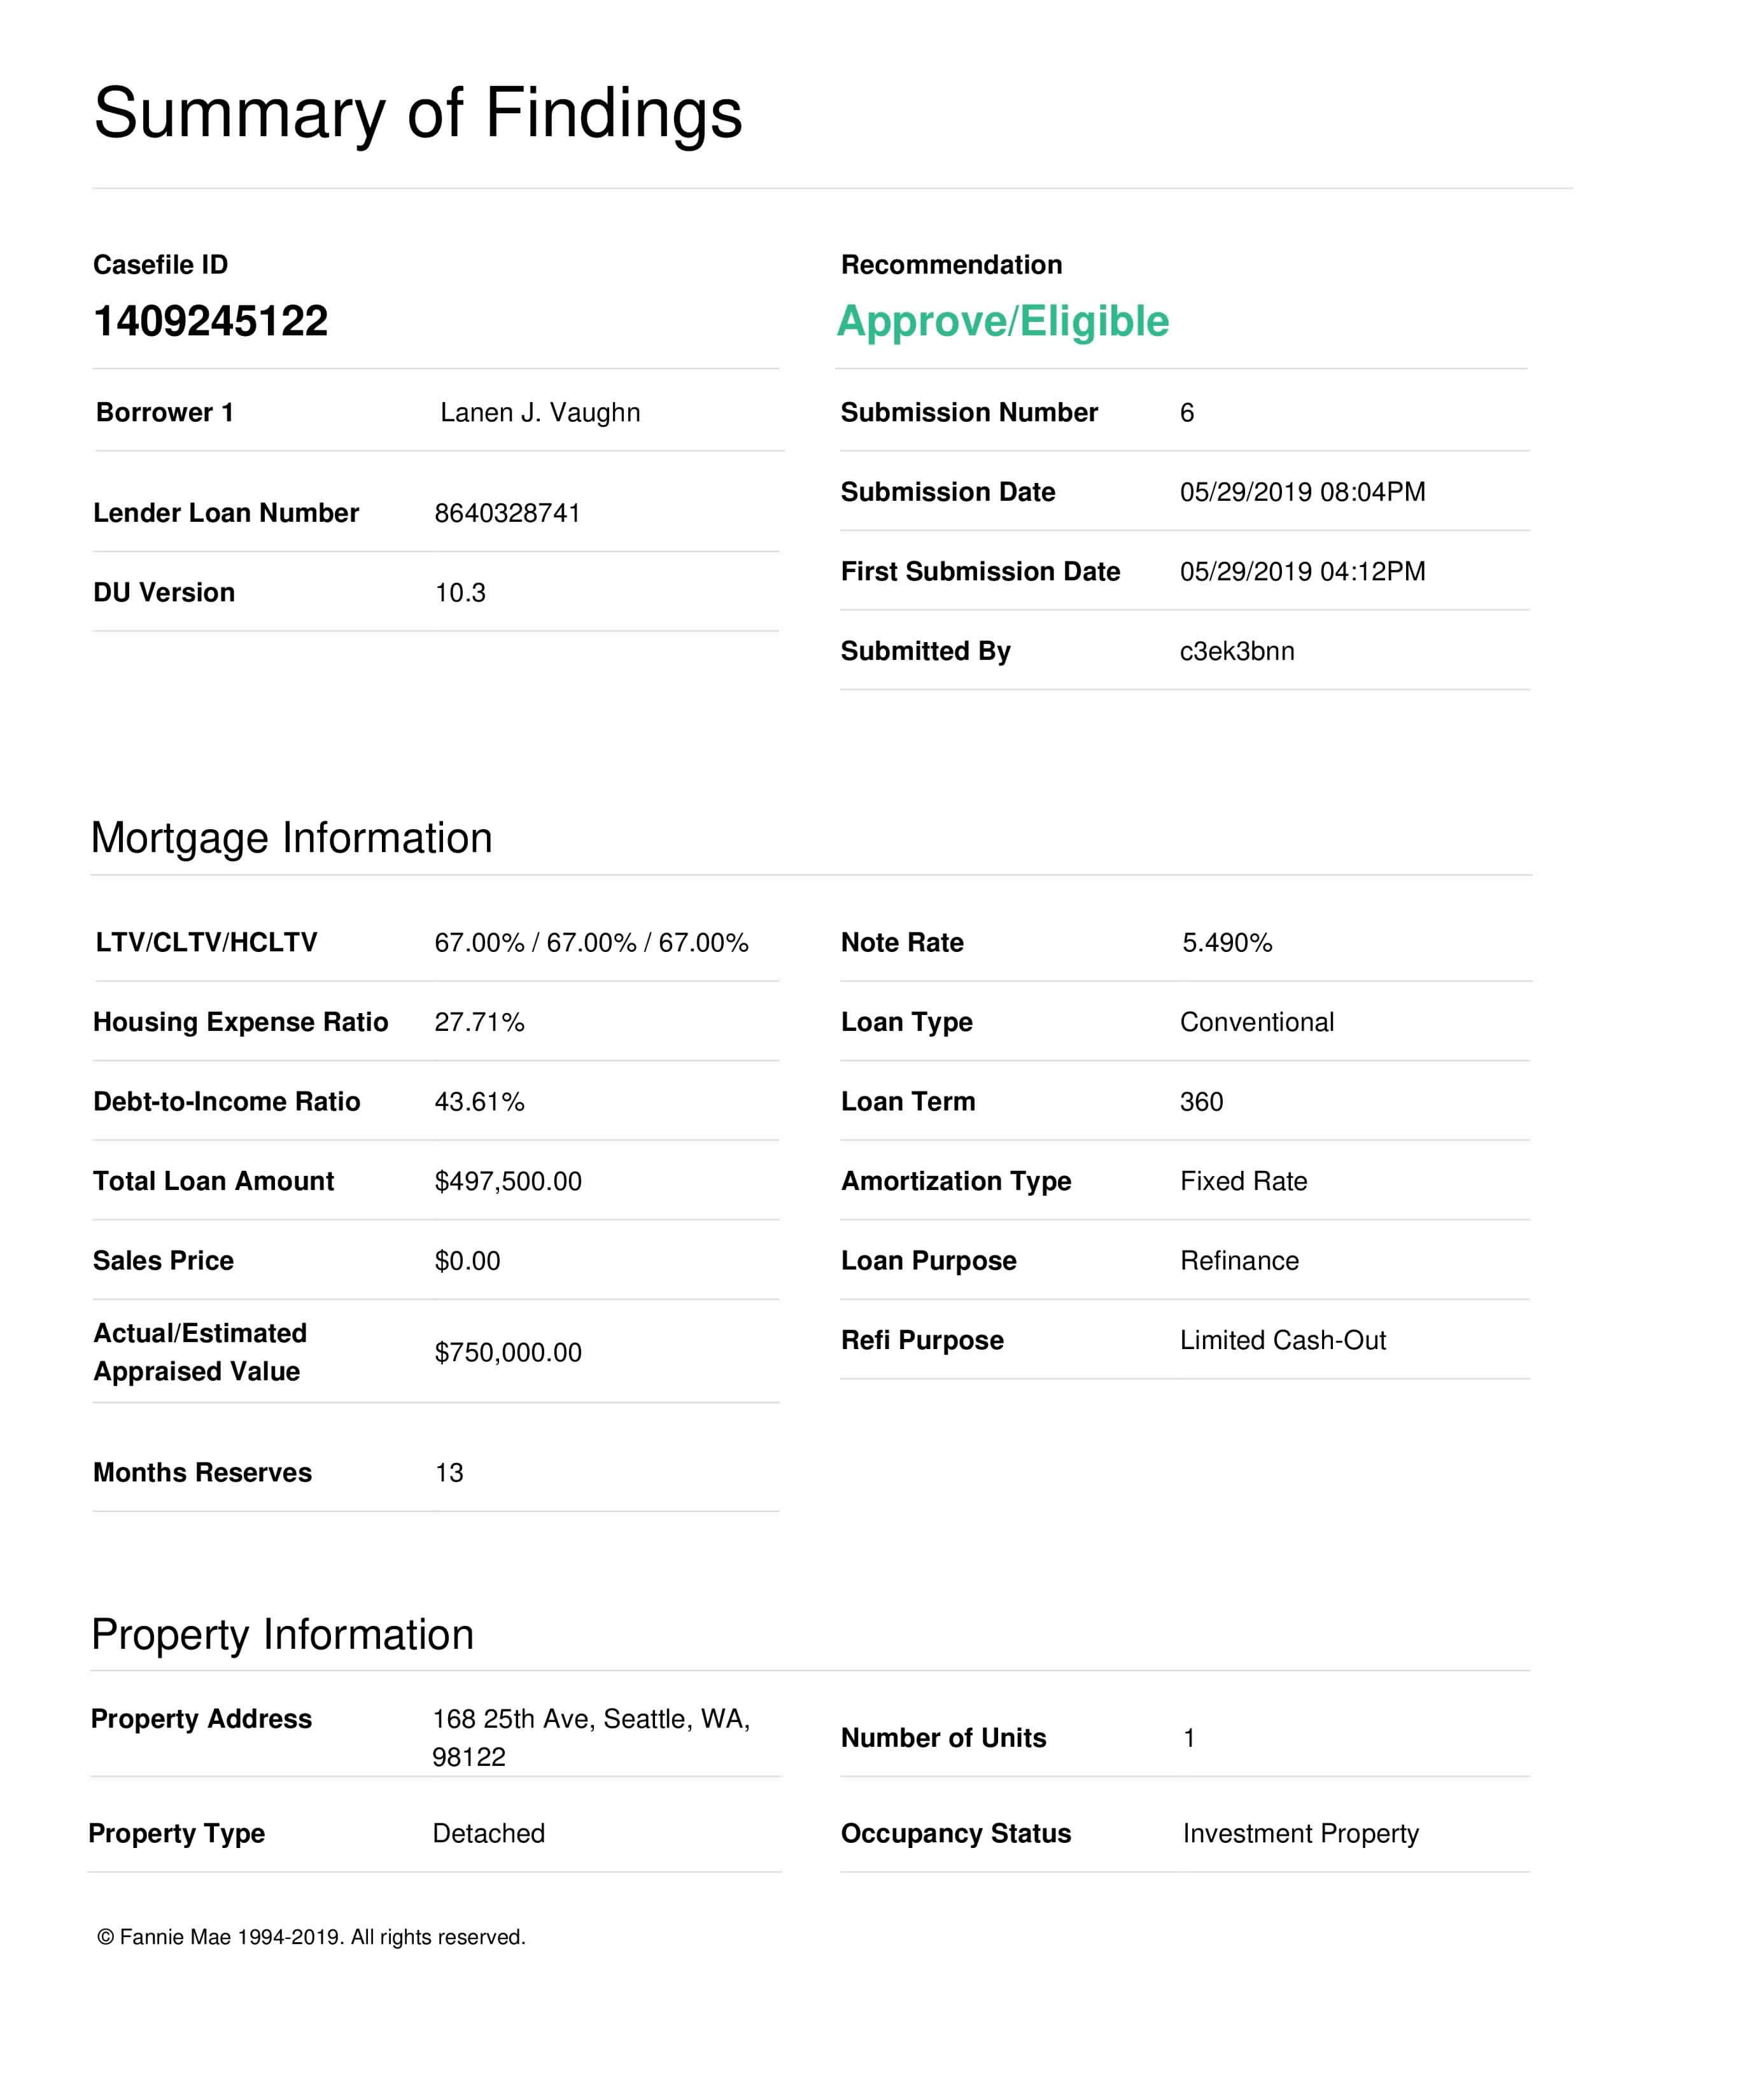 Summary of Findings
Casefile ID
1409245122
Recommendation
Approve/Eligible
Borrower 1 Lanen J. Vaughn
Lender Loan Number 8640328741
DU Version 10.3
Submission Number 6
Submission Date 05/29/2019 08:04PM
First Submission Date 05/29/2019 04:12PM
Submitted By c3ek3bnn
Mortgage Information
LTV/CLTV/HCLTV 67.00% / 67.00% / 67.00%
Housing Expense Ratio 27.71%
Debt-to-Income Ratio 43.61%
Total Loan Amount $497,500.00
Sales Price $0.00
Actual/Estimated
Appraised Value $750,000.00
Months Reserves 13
Note Rate 5.490%
Loan Type Conventional
Loan Term 360
Amortization Type Fixed Rate
Loan Purpose Refinance
Refi Purpose Limited Cash-Out
Property Information
Property Address 168 25th Ave, Seattle, WA,
98122
Property Type Detached
Number of Units 1
Occupancy Status Investment Property
© Fannie Mae 1994-2019. All rights reserved.